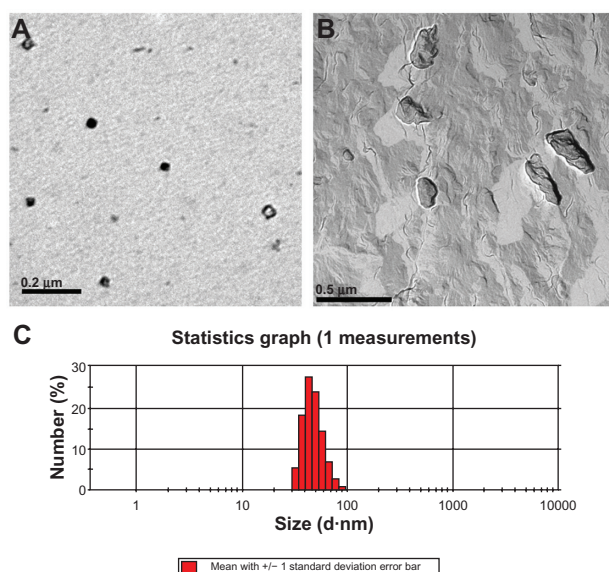 A
B
0.2 µm
0.5 µm
C
Statistics graph (1 measurements)
Number (%)
30
20
10
0
1 10 100 1000 10000
Size (d·nm)
Mean with +/− 1 standard deviation error bar